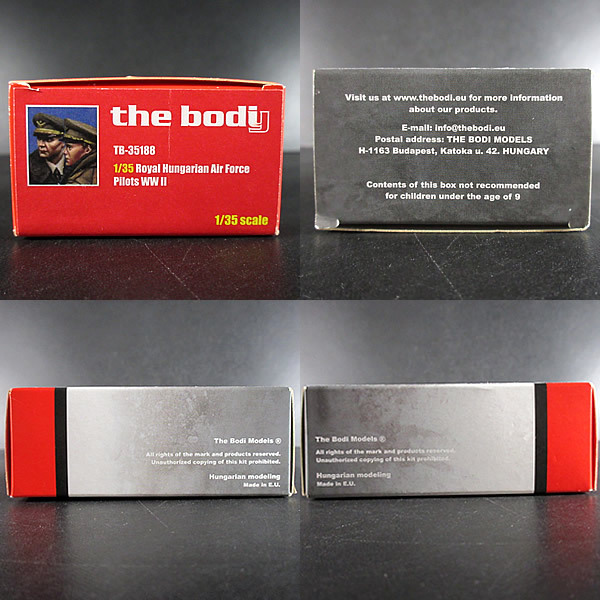 the bodi
TB-35188
1/35 Royal Hungarian Air Force
Pilots WW II
1/35 scale
Visit us at www.thebodi.eu for more information
about our products.
E-mail: info@thebodi.eu
Postal address: THE BODI MODELS
H-1163 Budapest, Katoka u. 42. HUNGARY
Contents of this box not recommended
for children under the age of 9
The Bodi Models ®
All rights of the mark and products reserved.
Unauthorized copying of this kit prohibited.
Hungarian modeling
Made in E.U.
The Bodi Models ®
All rights of the mark and products reserved.
Unauthorized copying of this kit prohibited.
Hungarian modeling
Made in E.U.